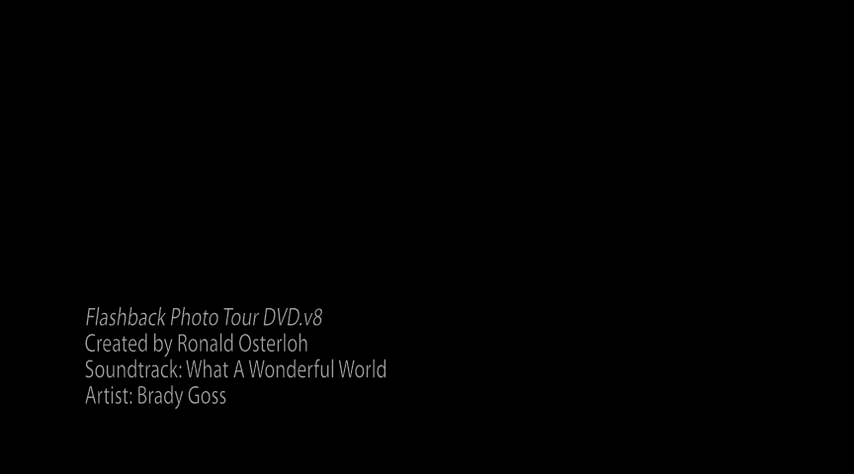 Flashback Photo Tour DVD.v8
Created by Ronald Osterloh
Soundtrack: What A Wonderful World
Artist: Brady Goss